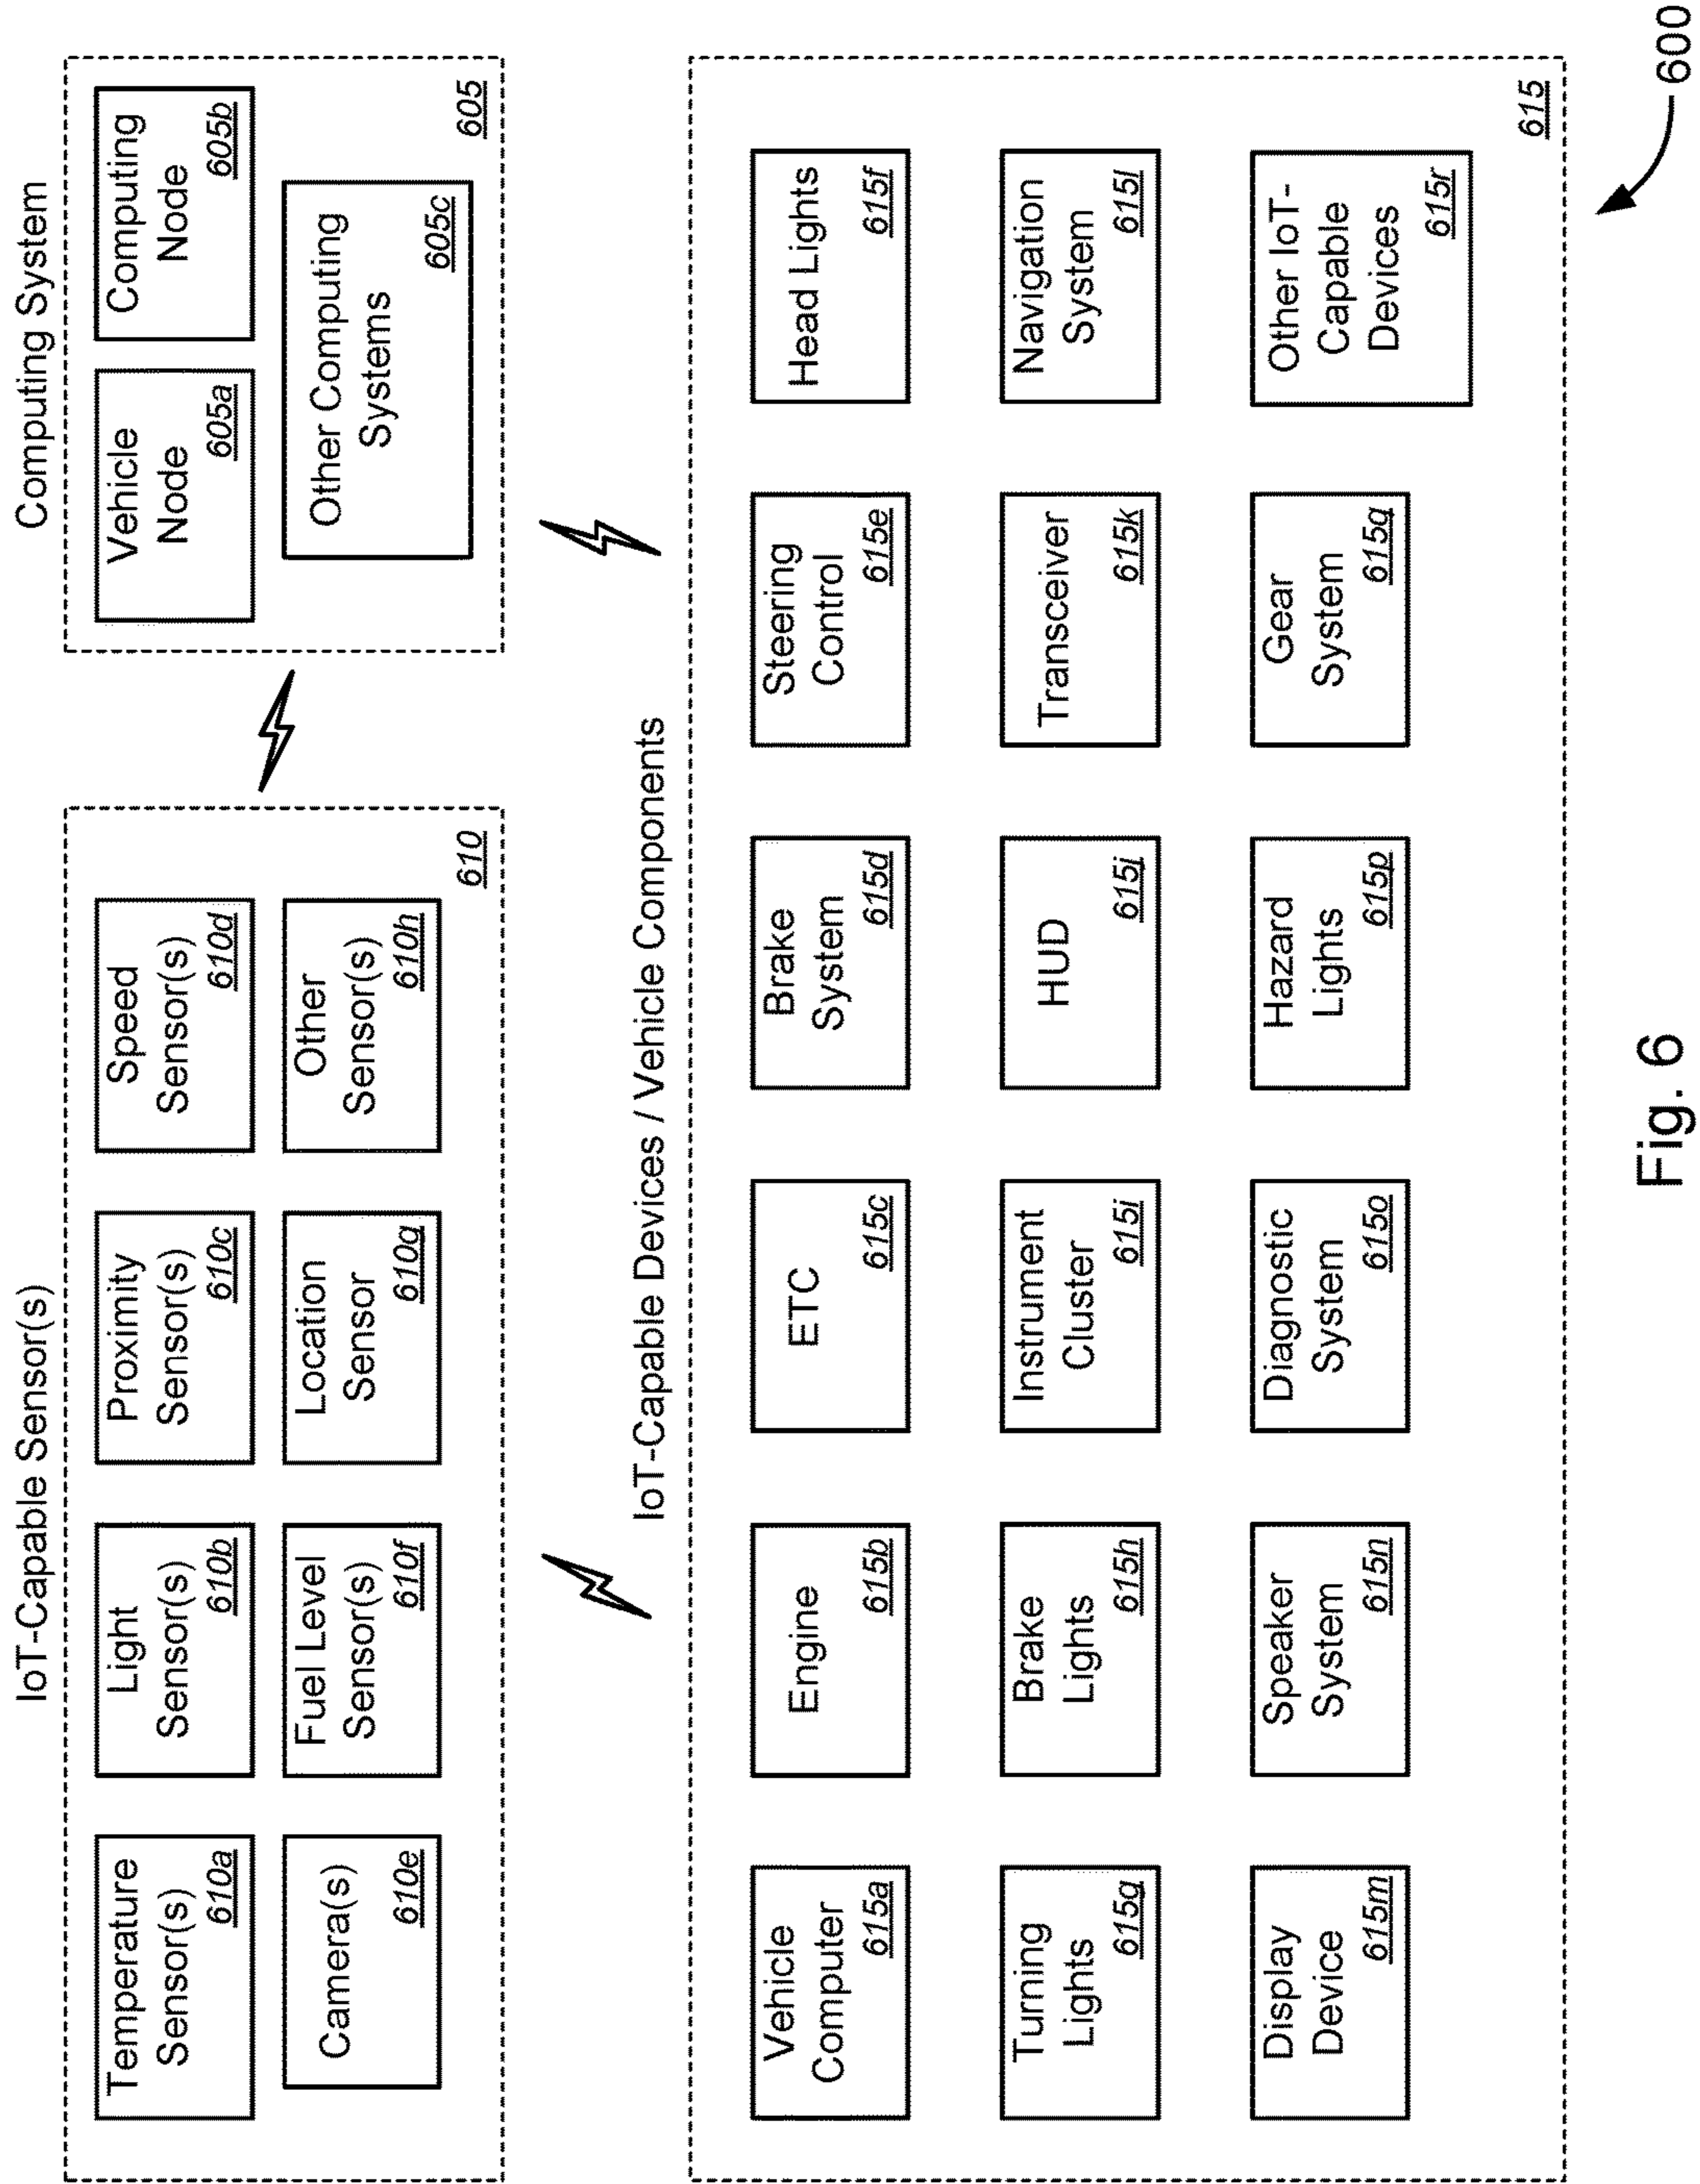 IoT-Capable Sensor(s)
Temperature
Sensor(s)
610a
Light
Sensor(s)
610b
Proximity
Sensor(s)
610c
Speed
Sensor(s)
610d
Camera(s)
610e
Fuel Level
Sensor(s)
610f
Location
Sensor
610g
Other
Sensor(s)
610h
610
Computing System
Vehicle
Node
605a
Computing
Node
605b
Other Computing
Systems
605c
605
IoT-Capable Devices / Vehicle Components
Vehicle
Computer
615a
Engine
615b
ETC
615c
Brake
System
615d
Steering
Control
615e
Head Lights
615f
Turning
Lights
615g
Brake
Lights
615h
Instrument
Cluster
615i
HUD
615j
Transceiver
615k
Navigation
System
615l
Display
Device
615m
Speaker
System
615n
Diagnostic
System
615o
Hazard
Lights
615p
Gear
System
615q
Other IoT-
Capable
Devices
615r
615
600
Fig. 6